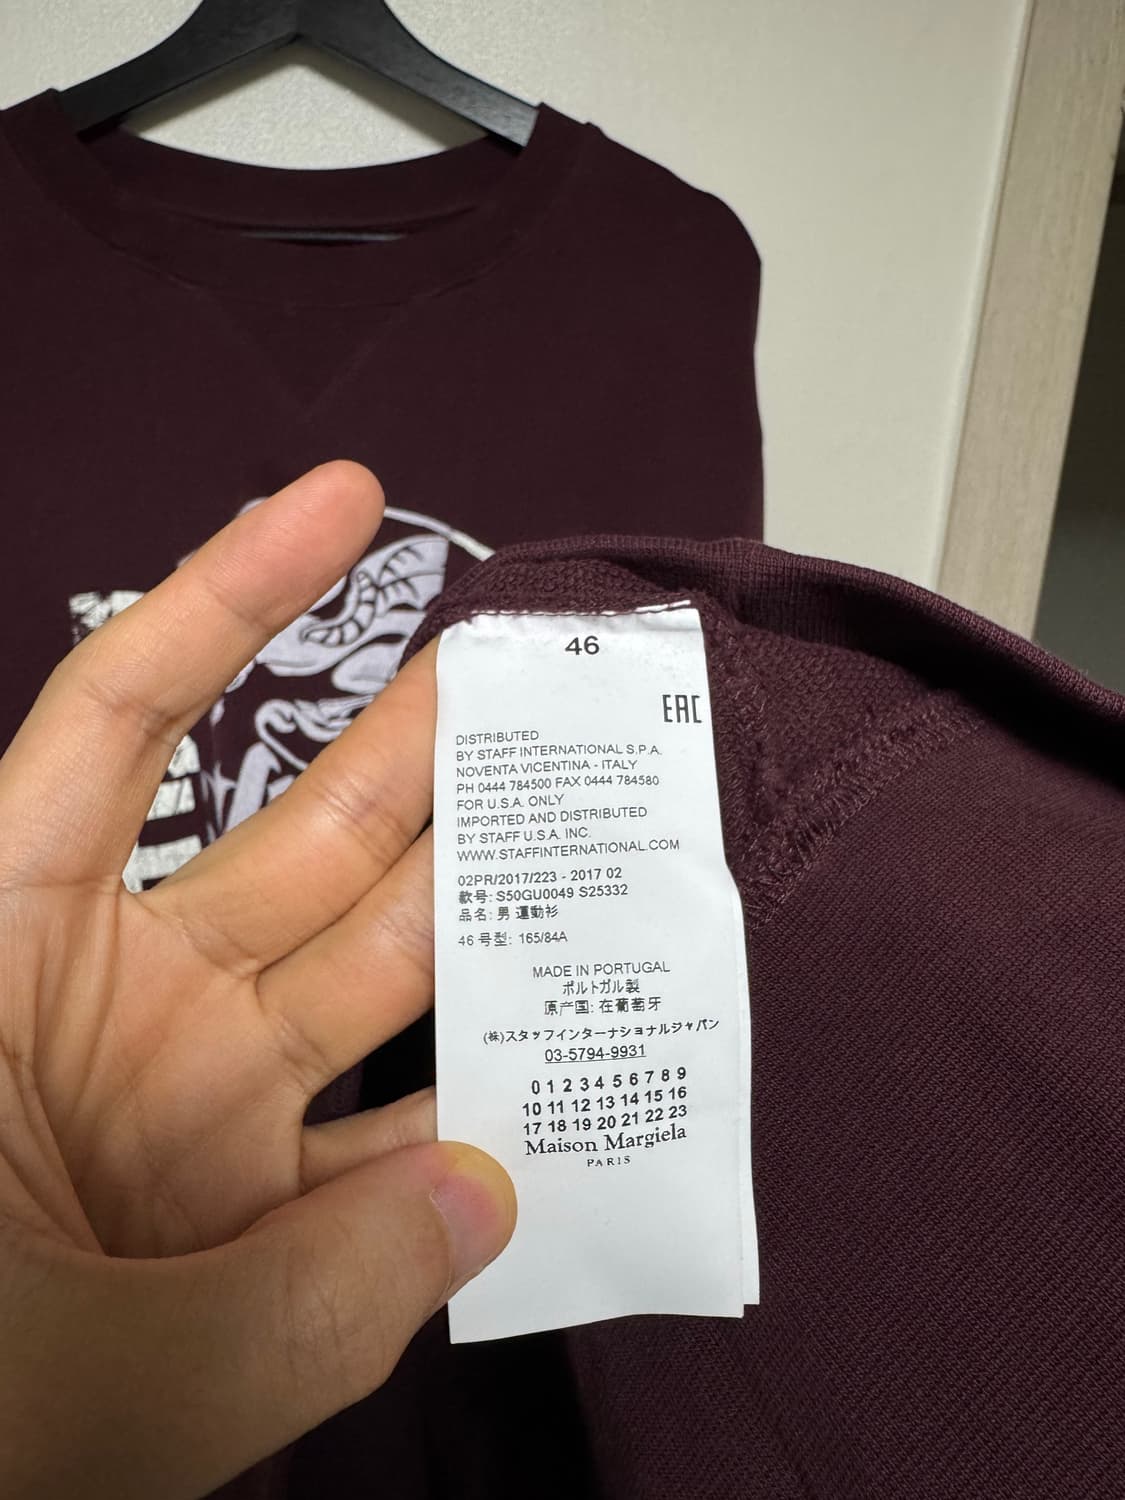 46
EAC
DISTRIBUTED
BY STAFF INTERNATIONAL S.P.A.
NOVENTA VICENTINA - ITALY
PH 0444 784500 FAX 0444 784580
FOR U.S.A. ONLY
IMPORTED AND DISTRIBUTED
BY STAFF U.S.A. INC.
WWW.STAFFINTERNATIONAL.COM
02PR/2017/223 - 2017 02
款号: S50GU0049 S25332
品名: 男 運動衫
46 号型: 165/84A
MADE IN PORTUGAL
ポルトガル製
原产国: 在葡萄牙
(株)スタッフインターナショナルジャパン
03-5794-9931
0 1 2 3 4 5 6 7 8 9
10 11 12 13 14 15 16
17 18 19 20 21 22 23
Maison Margiela
PARIS